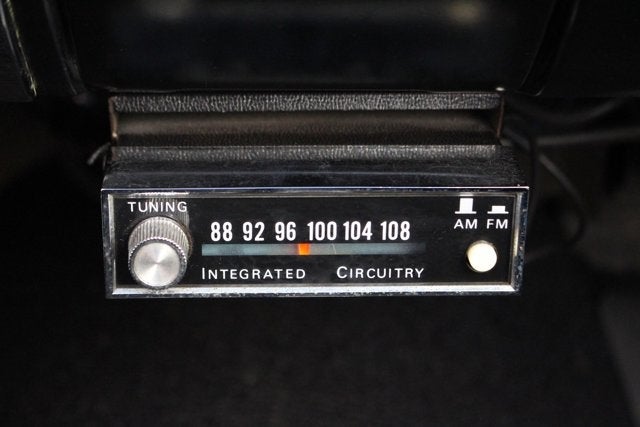 TUNING
88 92 96 100 104 108
AM FM
INTEGRATED CIRCUITRY